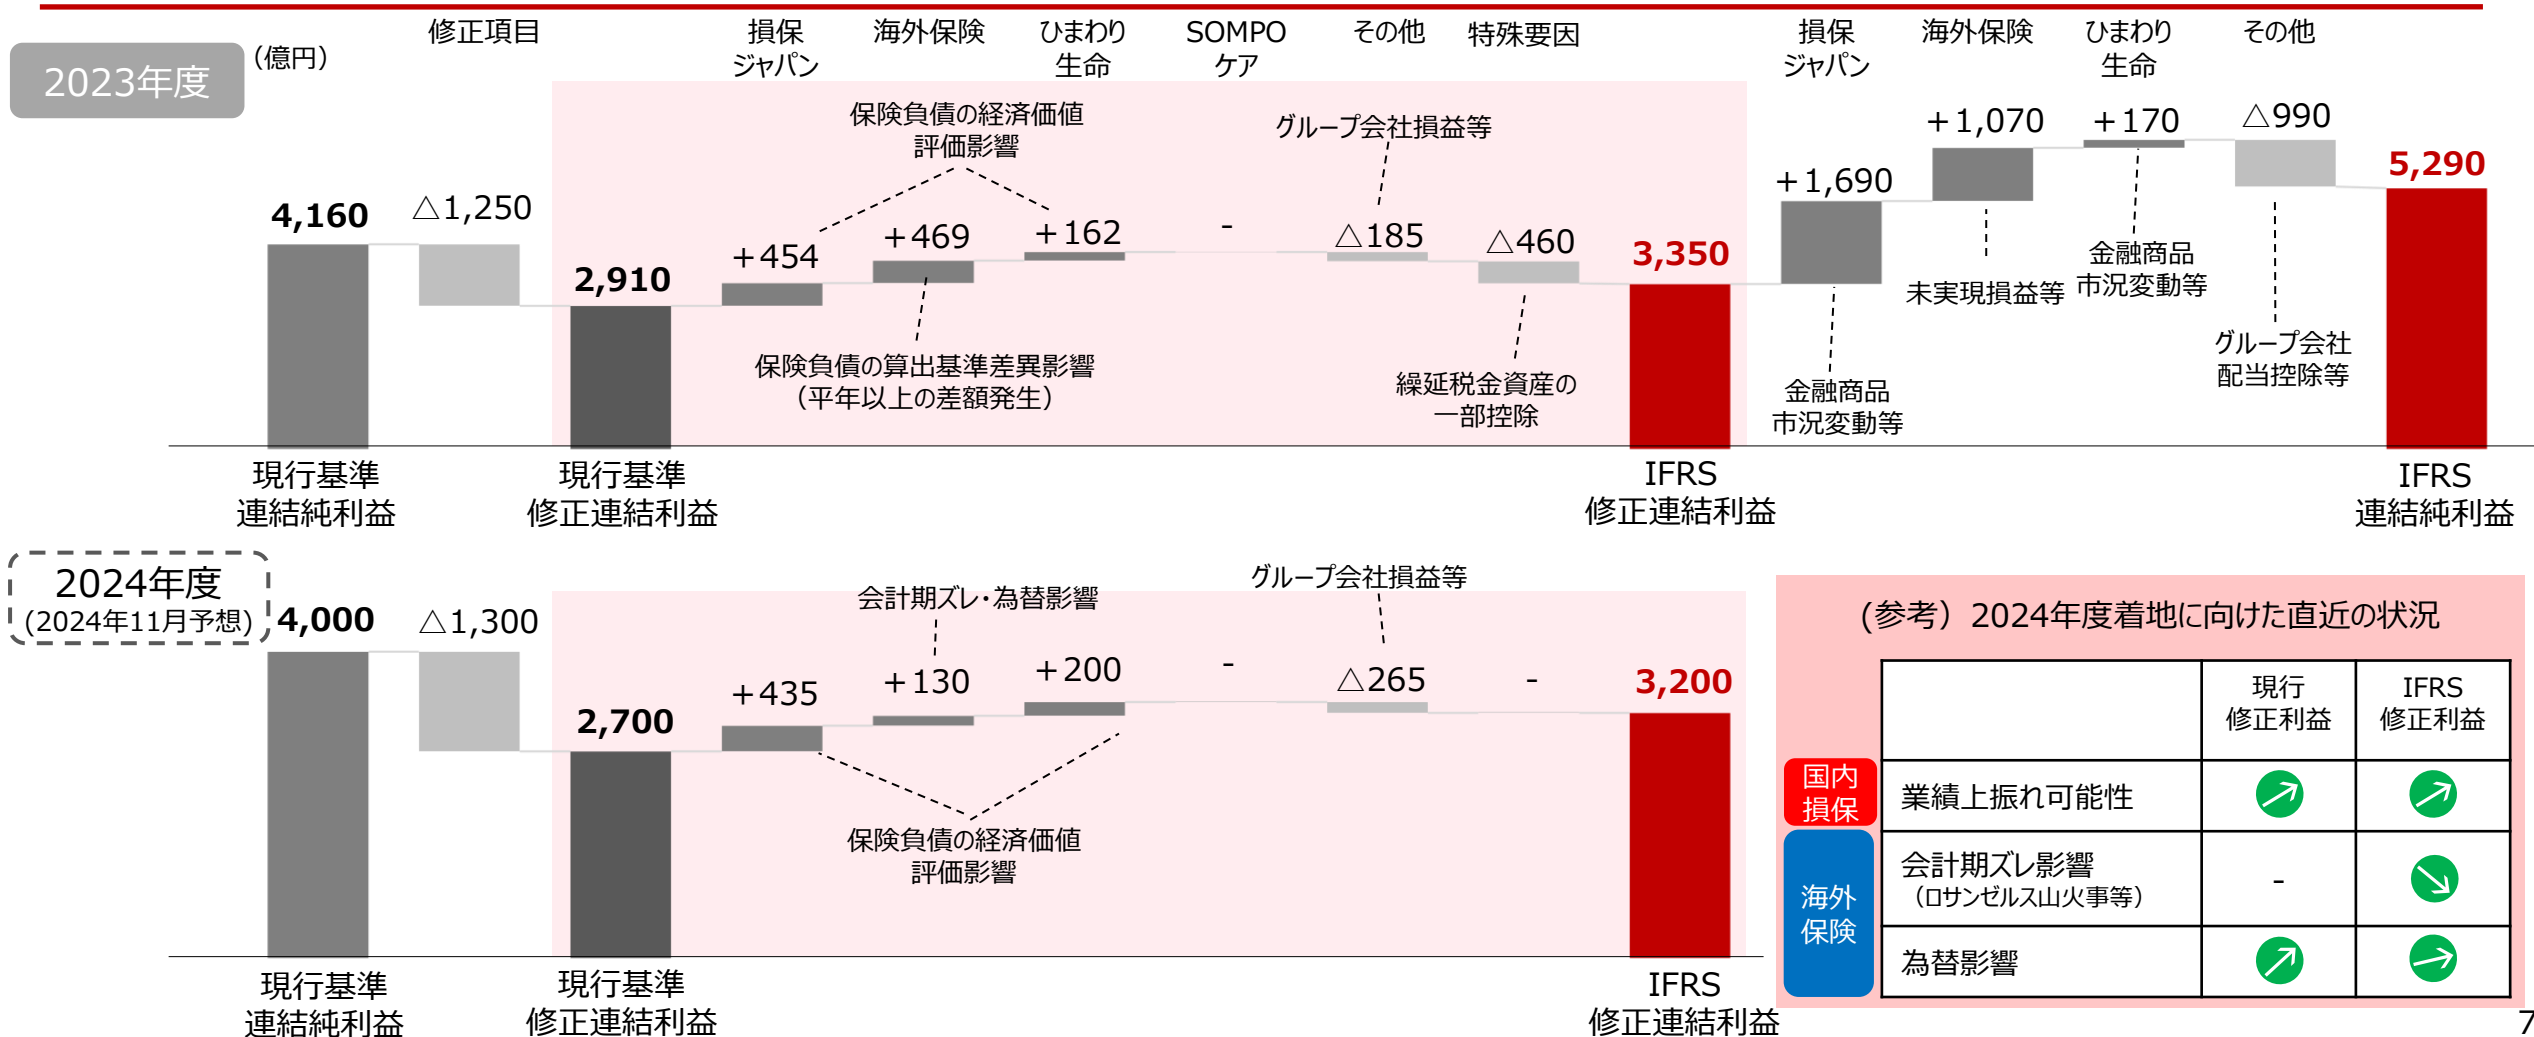 修正項目
損保
ジャパン
海外保険
ひまわり
生命
SOMPO
ケア
その他
特殊要因
損保
ジャパン
海外保険
ひまわり
生命
その他
2023年度
(億円)
保険負債の経済価値
評価影響
グループ会社損益等
4,160
△1,250
2,910
+454
+469
+162
-
△185
△460
3,350
+1,690
+1,070
+170
△990
5,290
保険負債の算出基準差異影響
(平年以上の差額発生)
繰延税金資産の
一部控除
金融商品
市況変動等
未実現損益等
金融商品
市況変動等
グループ会社
配当控除等
現行基準
連結純利益
現行基準
修正連結利益
IFRS
修正連結利益
IFRS
連結純利益
2024年度
(2024年11月予想)
会計期ズレ・為替影響
グループ会社損益等
4,000
△1,300
2,700
+435
+130
+200
-
△265
-
3,200
保険負債の経済価値
評価影響
現行基準
連結純利益
現行基準
修正連結利益
IFRS
修正連結利益
(参考) 2024年度着地に向けた直近の状況
現行
修正利益
IFRS
修正利益
国内
損保
業績上振れ可能性
海外
保険
会計期ズレ影響
(ロサンゼルス山火事等)
-
為替影響
7